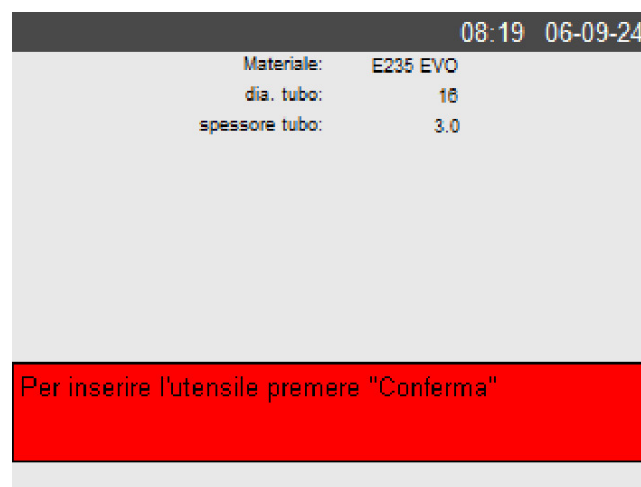 08:19 06-09-24
Materiale: E235 EVO
dia. tubo: 16
spessore tubo: 3.0
Per inserire l'utensile premere "Conferma"